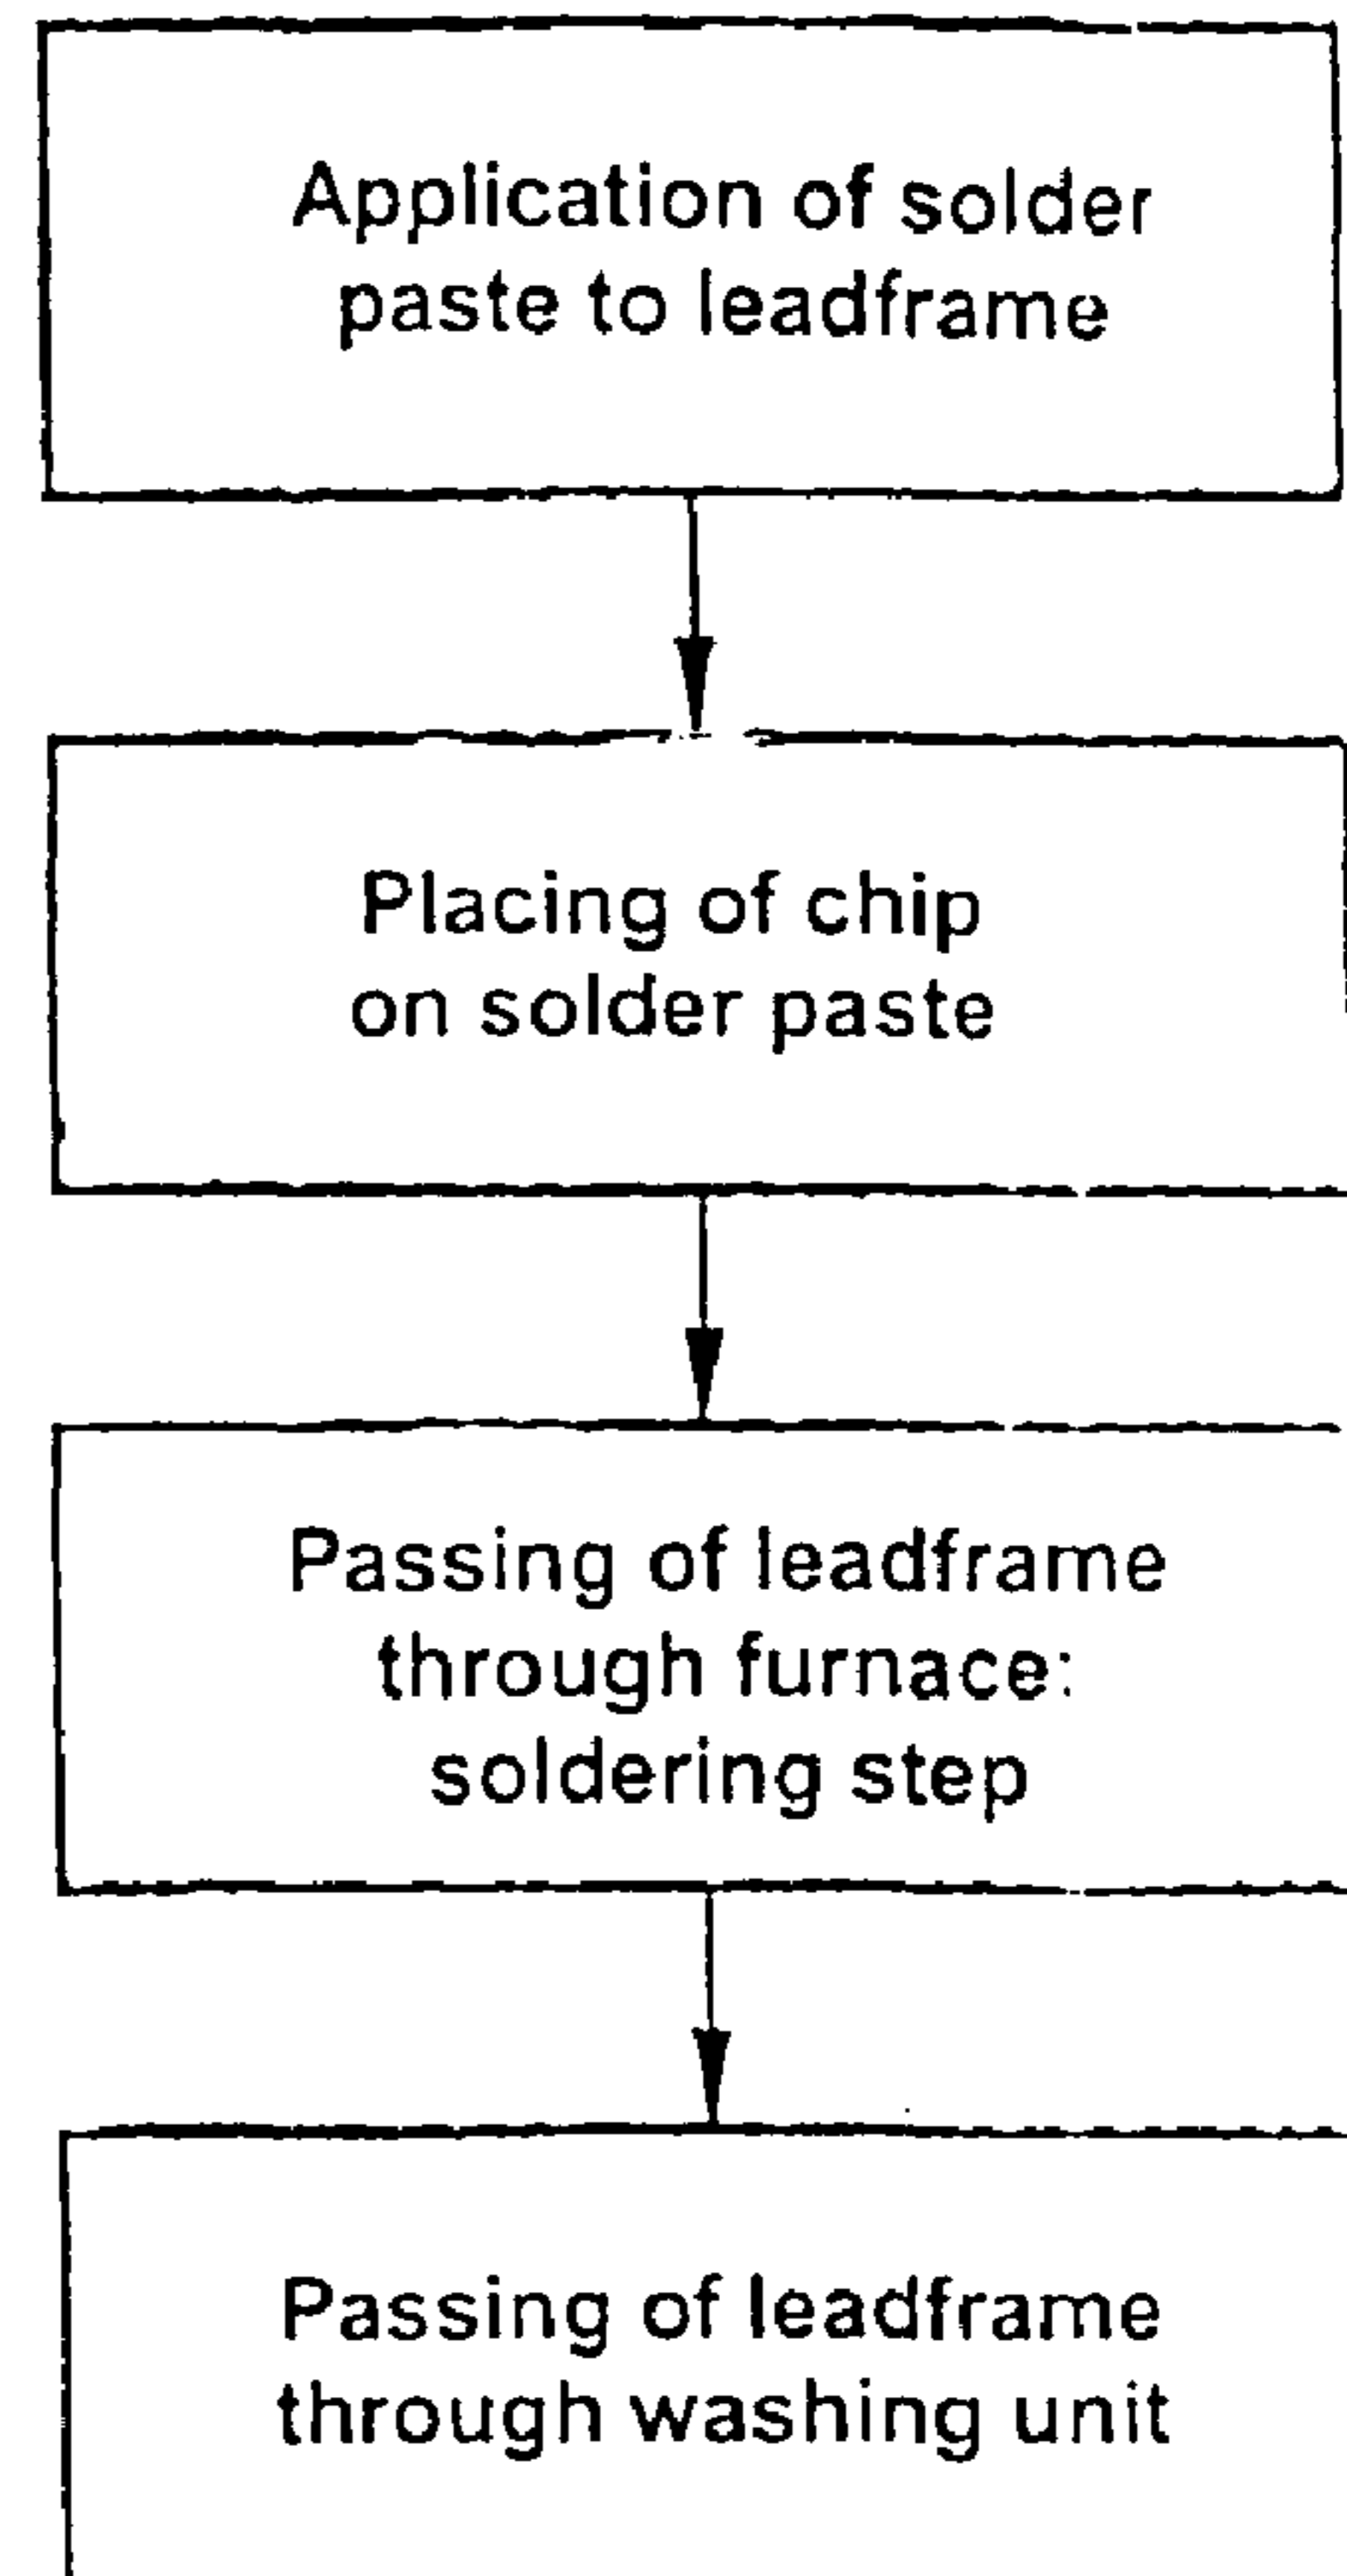 Application of solder
paste to leadframe
Placing of chip
on solder paste
Passing of leadframe
through furnace:
soldering step
Passing of leadframe
through washing unit